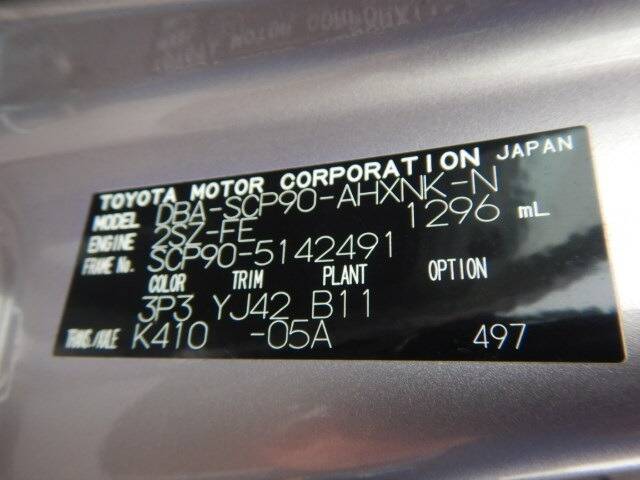 TOYOTA MOTOR CORPORATION JAPAN
MODEL DBA-SCP90-AHXNK-N
ENGINE 2SZ-FE 1296 mL
FRAME No. SCP90-5142491
COLOR TRIM PLANT OPTION
3P3 YJ42 B11
TRANS./AXLE K410 -05A 497